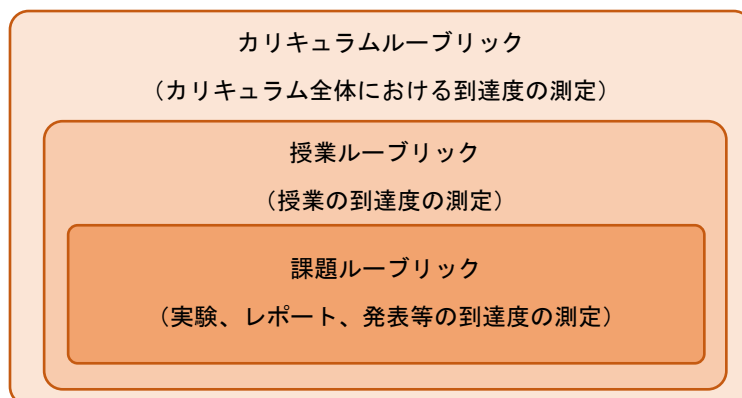 カリキュラムルーブリック
（カリキュラム全体における到達度の測定）
授業ルーブリック
（授業の到達度の測定）
課題ルーブリック
（実験、レポート、発表等の到達度の測定）